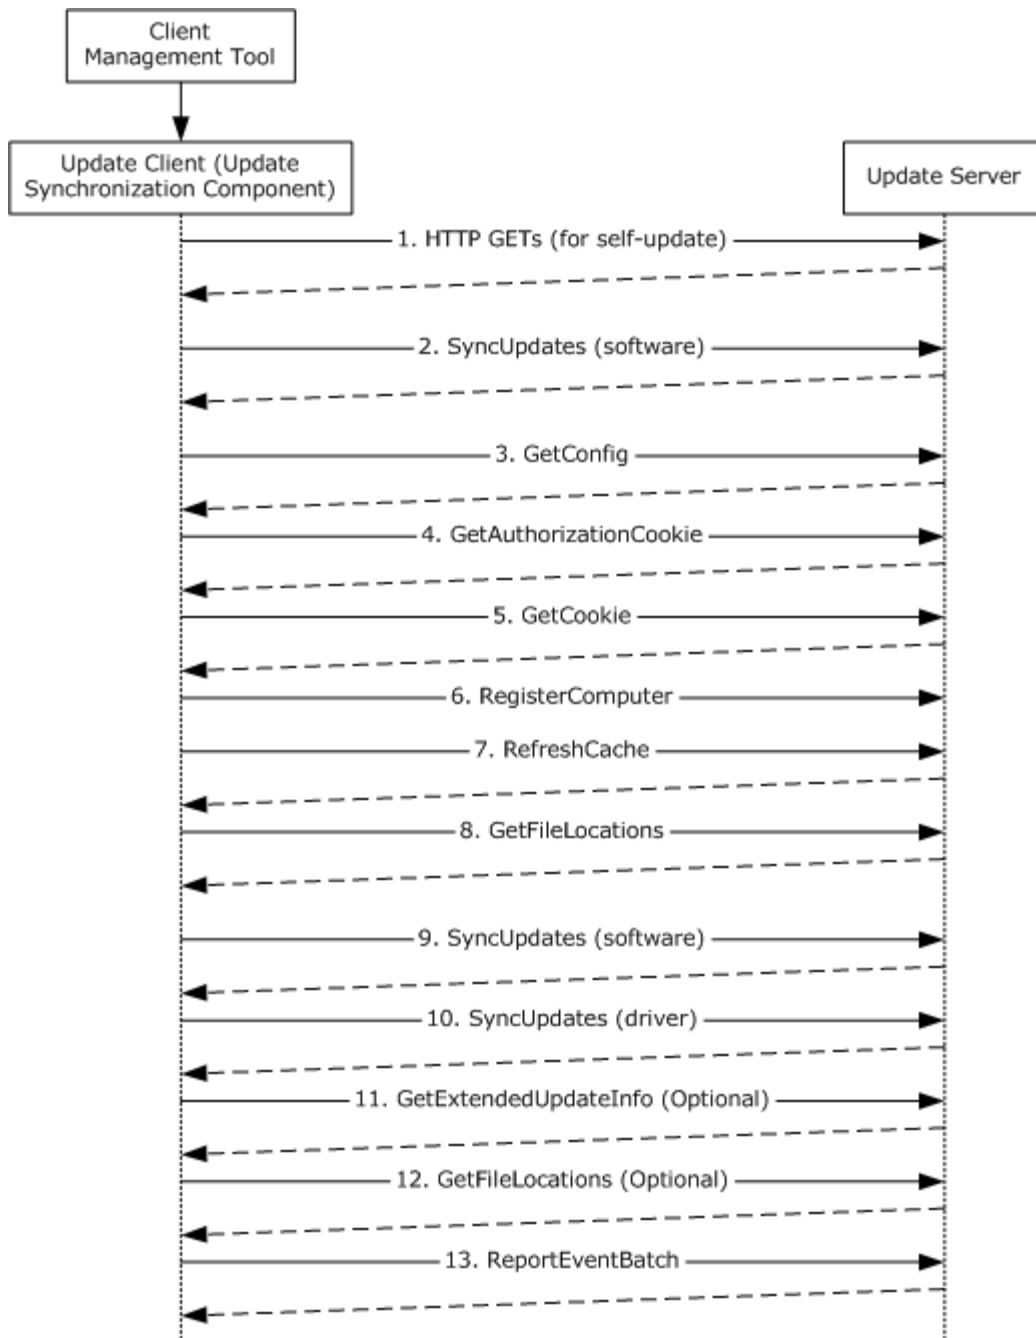 Client
Management Tool
Update Client (Update
Synchronization Component)
Update Server
1. HTTP GETs (for self-update)
2. SyncUpdates (software)
3. GetConfig
4. GetAuthorizationCookie
5. GetCookie
6. RegisterComputer
7. RefreshCache
8. GetFileLocations
9. SyncUpdates (software)
10. SyncUpdates (driver)
11. GetExtendedUpdateInfo (Optional)
12. GetFileLocations (Optional)
13. ReportEventBatch